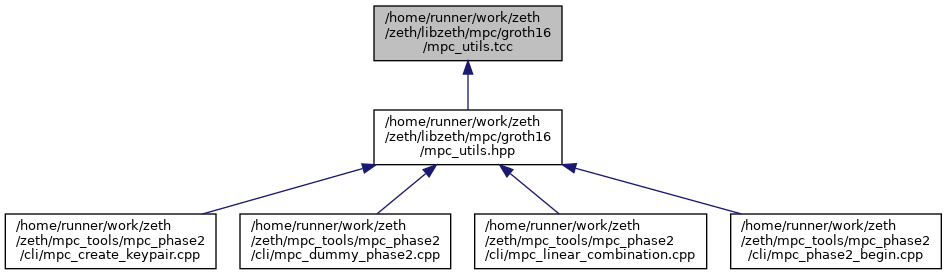 /home/runner/work/zeth
/zeth/libzeth/mpc/groth16
/mpc_utils.tcc
/home/runner/work/zeth
/zeth/libzeth/mpc/groth16
/mpc_utils.hpp
/home/runner/work/zeth
/zeth/mpc_tools/mpc_phase2
/cli/mpc_create_keypair.cpp
/home/runner/work/zeth
/zeth/mpc_tools/mpc_phase2
/cli/mpc_dummy_phase2.cpp
/home/runner/work/zeth
/zeth/mpc_tools/mpc_phase2
/cli/mpc_linear_combination.cpp
/home/runner/work/zeth
/zeth/mpc_tools/mpc_phase2
/cli/mpc_phase2_begin.cpp